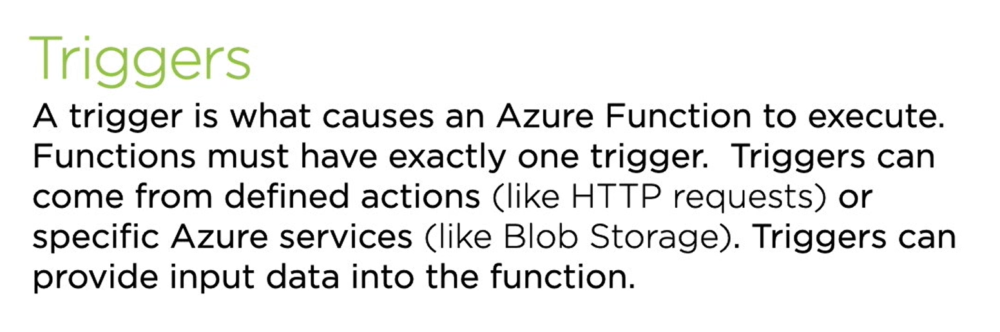 Triggers
A trigger is what causes an Azure Function to execute.
Functions must have exactly one trigger.  Triggers can
come from defined actions (like HTTP requests) or
specific Azure services (like Blob Storage). Triggers can
provide input data into the function.